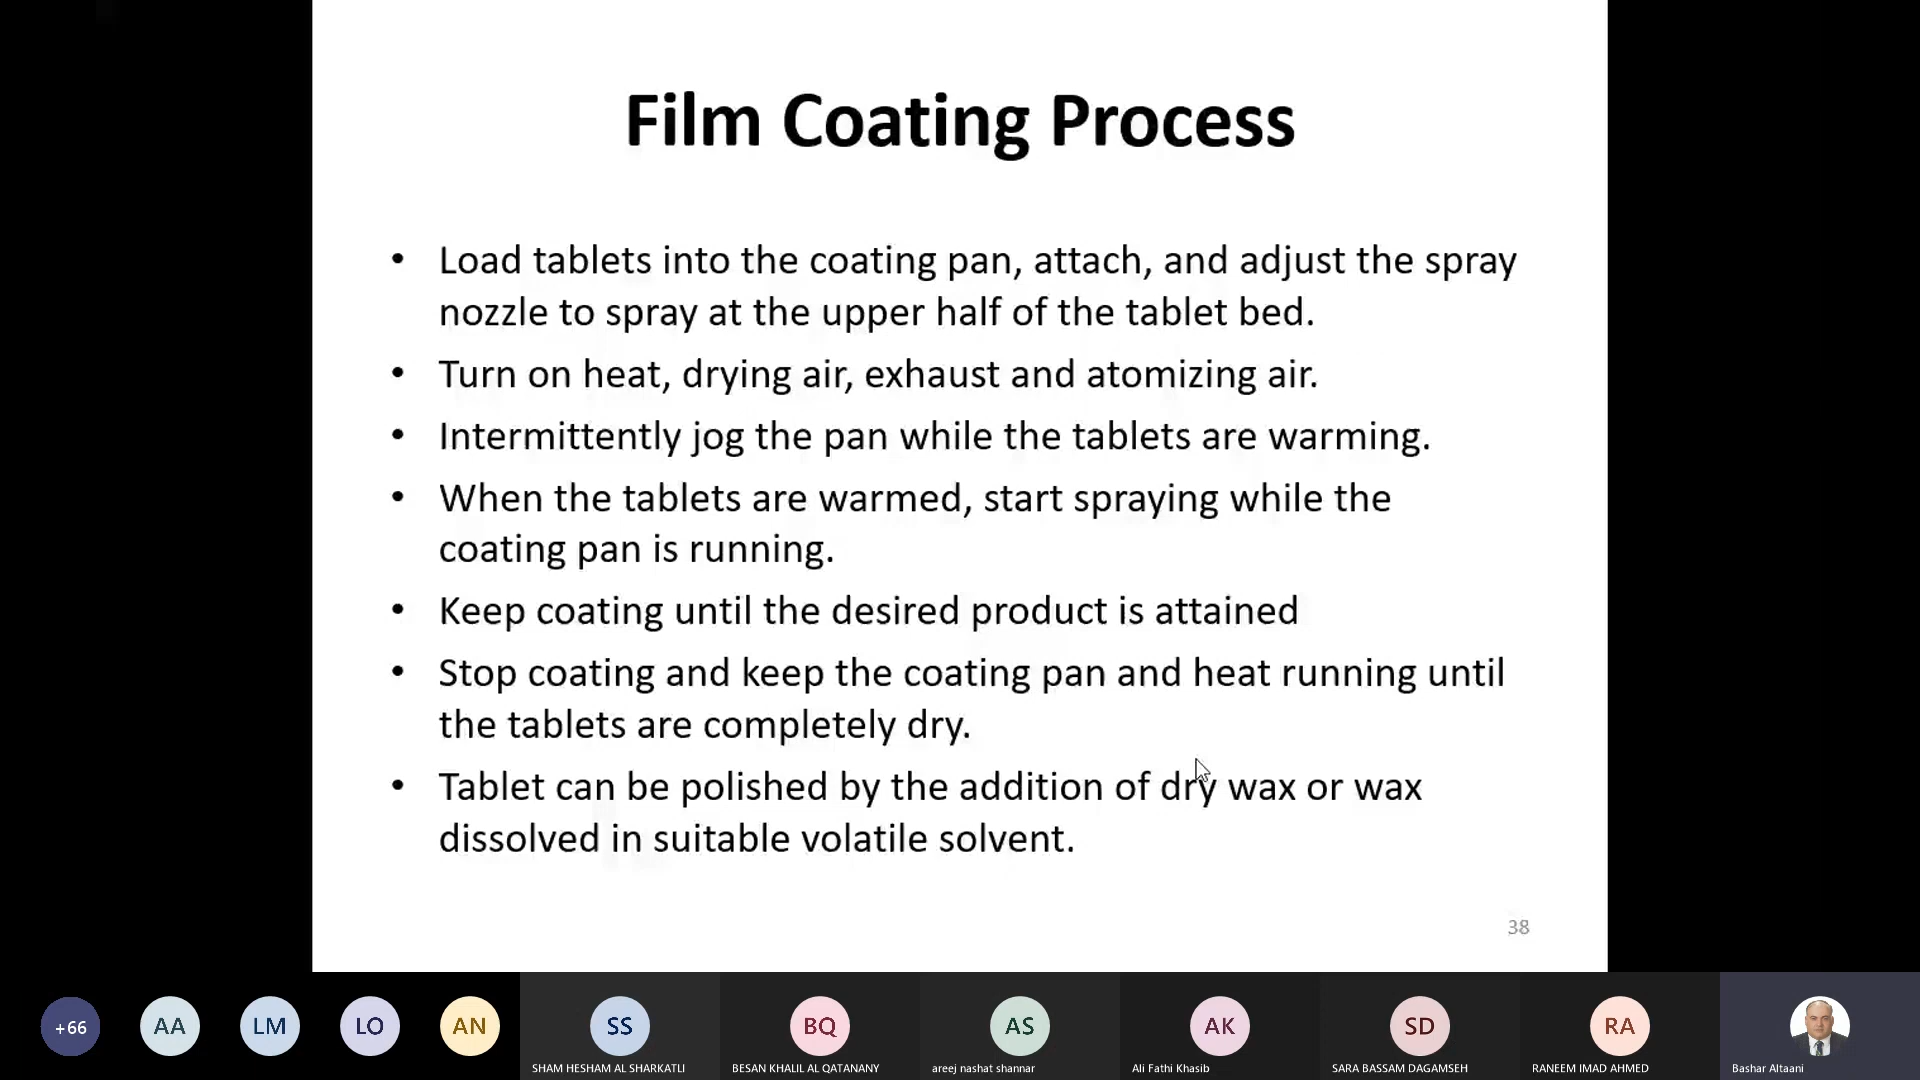 Film Coating Process
• Load tablets into the coating pan, attach, and adjust the spray
nozzle to spray at the upper half of the tablet bed.
• Turn on heat, drying air, exhaust and atomizing air.
• Intermittently jog the pan while the tablets are warming.
• When the tablets are warmed, start spraying while the
coating pan is running.
• Keep coating until the desired product is attained
• Stop coating and keep the coating pan and heat running until
the tablets are completely dry.
• Tablet can be polished by the addition of dry wax or wax
dissolved in suitable volatile solvent.
38
+66 AA LM LO AN SS BQ AS AK SD RA
SHAM HESHAM AL SHARKATLI BESAN KHALIL AL QATANANY areej nashat shannar Ali Fathi Khasib SARA BASSAM DAGAMSEH RANEEM IMAD AHMED Bashar Altaani